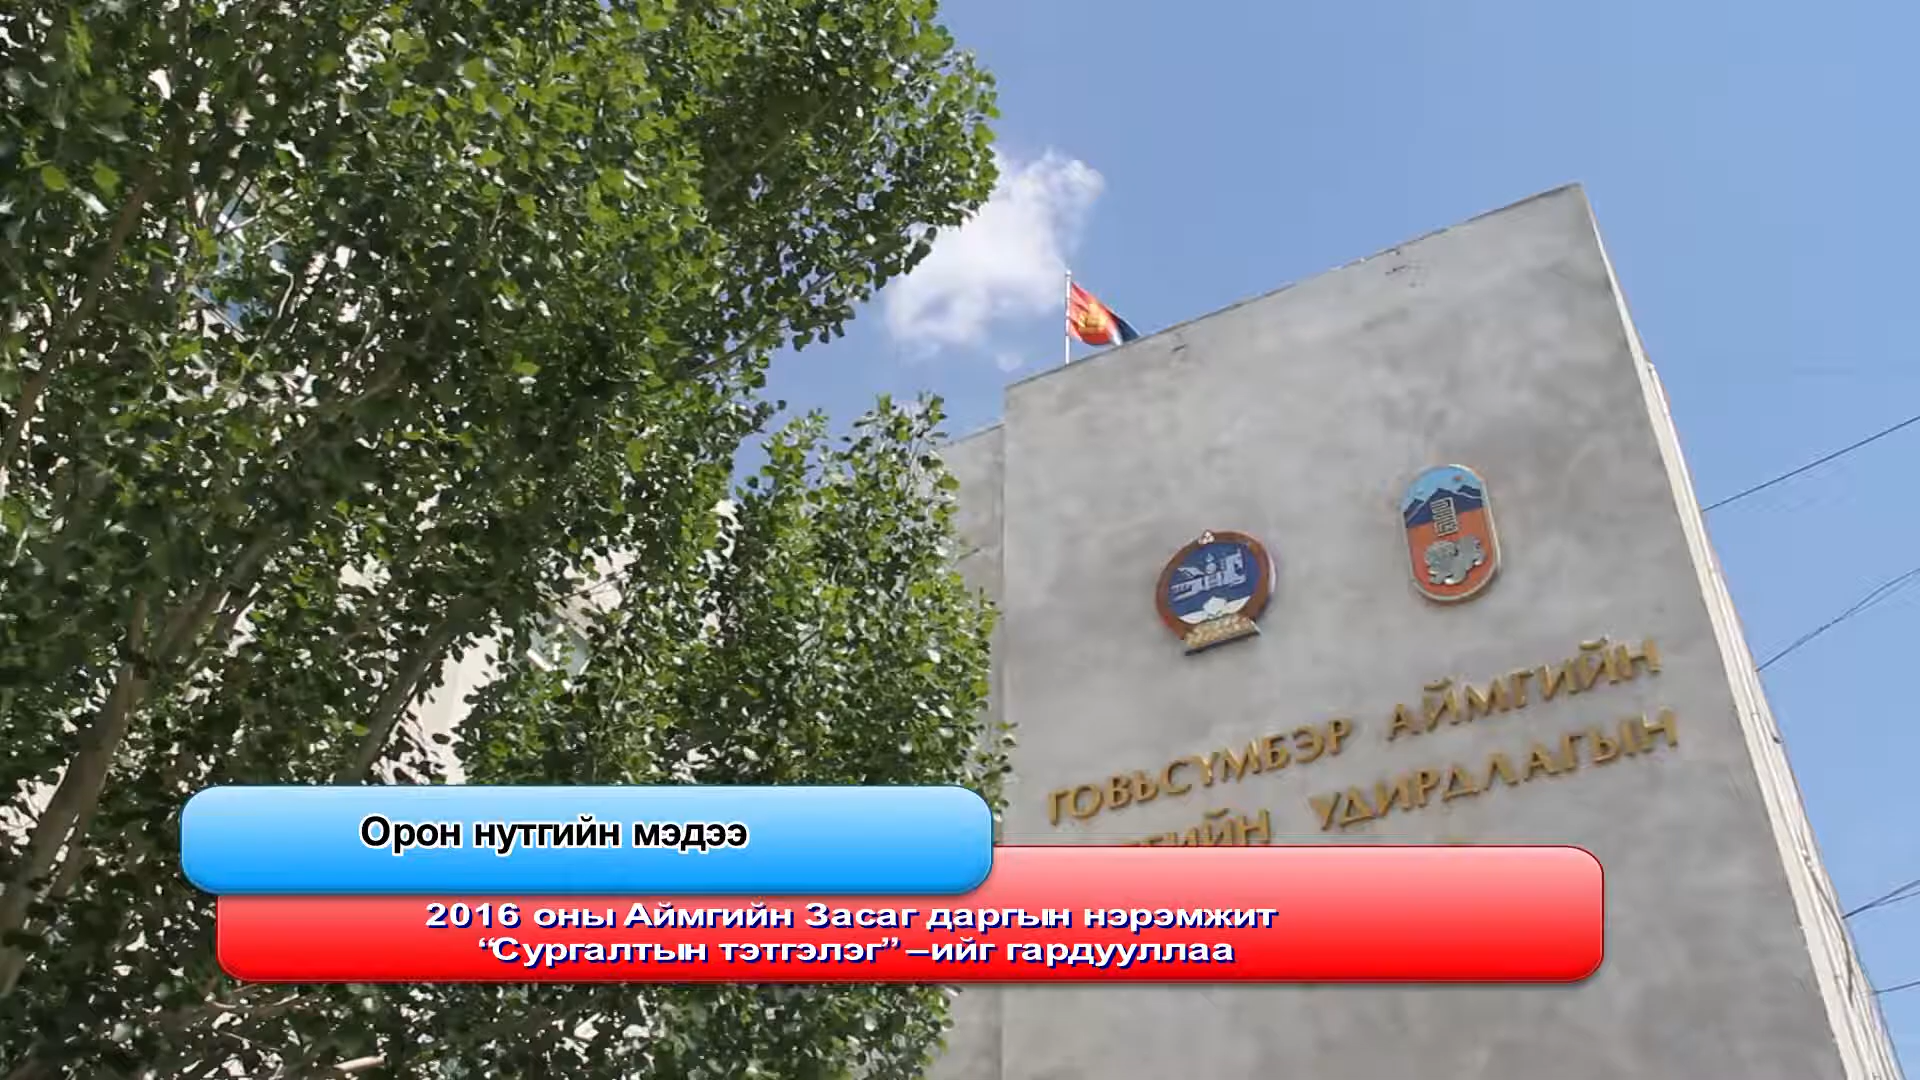 ГОВЬСҮМБЭР АЙМГИЙН
УДИРДЛАГЫН
Орон нутгийн мэдээ
2016 оны Аймгийн Засаг даргын нэрэмжит
“Сургалтын тэтгэлэг” –ийг гардууллаа